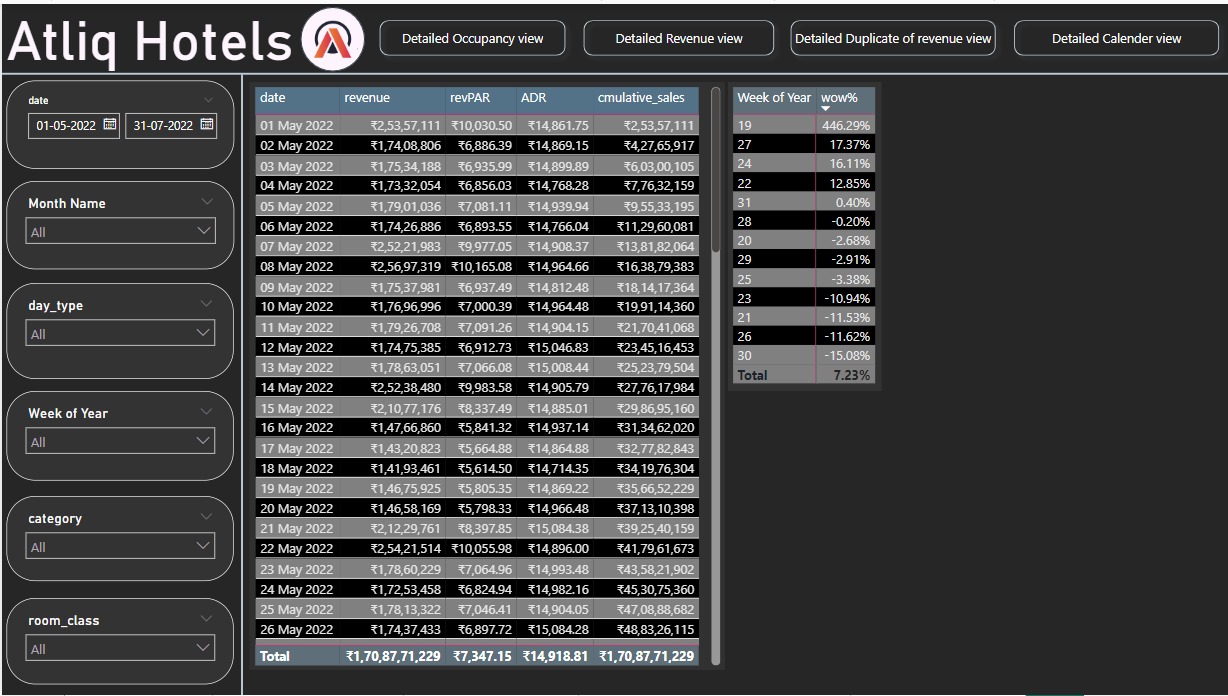 Atliq Hotels
Detailed Occupancy view
Detailed Revenue view
Detailed Duplicate of revenue view
Detailed Calender view
date
01-05-2022 31-07-2022
Month Name
All
day_type
All
Week of Year
All
category
All
room_class
All
date revenue revPAR ADR cmulative_sales
01 May 2022 ₹2,53,57,111 ₹10,030.50 ₹14,861.75 ₹2,53,57,111
02 May 2022 ₹1,74,08,806 ₹6,886.39 ₹14,869.15 ₹4,27,65,917
03 May 2022 ₹1,75,34,188 ₹6,935.99 ₹14,899.89 ₹6,03,00,105
04 May 2022 ₹1,73,32,054 ₹6,856.03 ₹14,768.28 ₹7,76,32,159
05 May 2022 ₹1,79,01,036 ₹7,081.11 ₹14,939.94 ₹9,55,33,195
06 May 2022 ₹1,74,26,886 ₹6,893.55 ₹14,766.04 ₹11,29,60,081
07 May 2022 ₹2,52,21,983 ₹9,977.05 ₹14,908.37 ₹13,81,82,064
08 May 2022 ₹2,56,97,319 ₹10,165.08 ₹14,964.66 ₹16,38,79,383
09 May 2022 ₹1,75,37,981 ₹6,937.49 ₹14,812.48 ₹18,14,17,364
10 May 2022 ₹1,76,96,996 ₹7,000.39 ₹14,964.48 ₹19,91,14,360
11 May 2022 ₹1,79,26,708 ₹7,091.26 ₹14,904.15 ₹21,70,41,068
12 May 2022 ₹1,74,75,385 ₹6,912.73 ₹15,046.83 ₹23,45,16,453
13 May 2022 ₹1,78,63,051 ₹7,066.08 ₹15,008.44 ₹25,23,79,504
14 May 2022 ₹2,52,38,480 ₹9,983.58 ₹14,905.79 ₹27,76,17,984
15 May 2022 ₹2,10,77,176 ₹8,337.49 ₹14,885.01 ₹29,86,95,160
16 May 2022 ₹1,47,66,860 ₹5,841.32 ₹14,937.14 ₹31,34,62,020
17 May 2022 ₹1,43,20,823 ₹5,664.88 ₹14,864.88 ₹32,77,82,843
18 May 2022 ₹1,41,93,461 ₹5,614.50 ₹14,714.35 ₹34,19,76,304
19 May 2022 ₹1,46,75,925 ₹5,805.35 ₹14,869.22 ₹35,66,52,229
20 May 2022 ₹1,46,58,169 ₹5,798.33 ₹14,966.48 ₹37,13,10,398
21 May 2022 ₹2,12,29,761 ₹8,397.85 ₹15,084.38 ₹39,25,40,159
22 May 2022 ₹2,54,21,514 ₹10,055.98 ₹14,896.00 ₹41,79,61,673
23 May 2022 ₹1,78,60,229 ₹7,064.96 ₹14,993.48 ₹43,58,21,902
24 May 2022 ₹1,72,53,458 ₹6,824.94 ₹14,982.16 ₹45,30,75,360
25 May 2022 ₹1,78,13,322 ₹7,046.41 ₹14,904.05 ₹47,08,88,682
26 May 2022 ₹1,74,37,433 ₹6,897.72 ₹15,084.28 ₹48,83,26,115
Total ₹1,70,87,71,229 ₹7,347.15 ₹14,918.81 ₹1,70,87,71,229
Week of Year wow%
19 446.29%
27 17.37%
24 16.11%
22 12.85%
31 0.40%
28 -0.20%
20 -2.68%
29 -2.91%
25 -3.38%
23 -10.94%
21 -11.53%
26 -11.62%
30 -15.08%
Total 7.23%